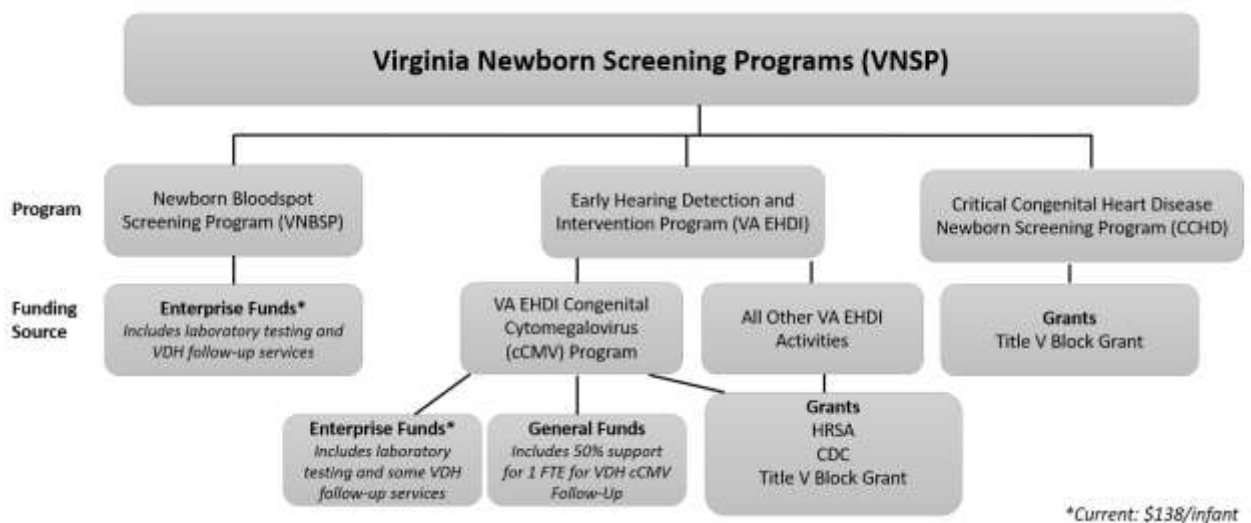 Virginia Newborn Screening Programs (VNSP)
Program
Newborn Bloodspot
Screening Program (VNBSP)
Early Hearing Detection and
Intervention Program (VA EHDI)
Critical Congenital Heart Disease
Newborn Screening Program (CCHD)
Funding
Source
Enterprise Funds*
Includes laboratory testing and
VDH follow-up services
VA EHDI Congenital
Cytomegalovirus
(cCMV) Program
All Other VA EHDI
Activities
Grants
Title V Block Grant
Enterprise Funds*
Includes laboratory
testing and some VDH
follow-up services
General Funds
Includes 50% support
for 1 FTE for VDH cCMV
Follow-Up
Grants
HRSA
CDC
Title V Block Grant
*Current: $138/infant